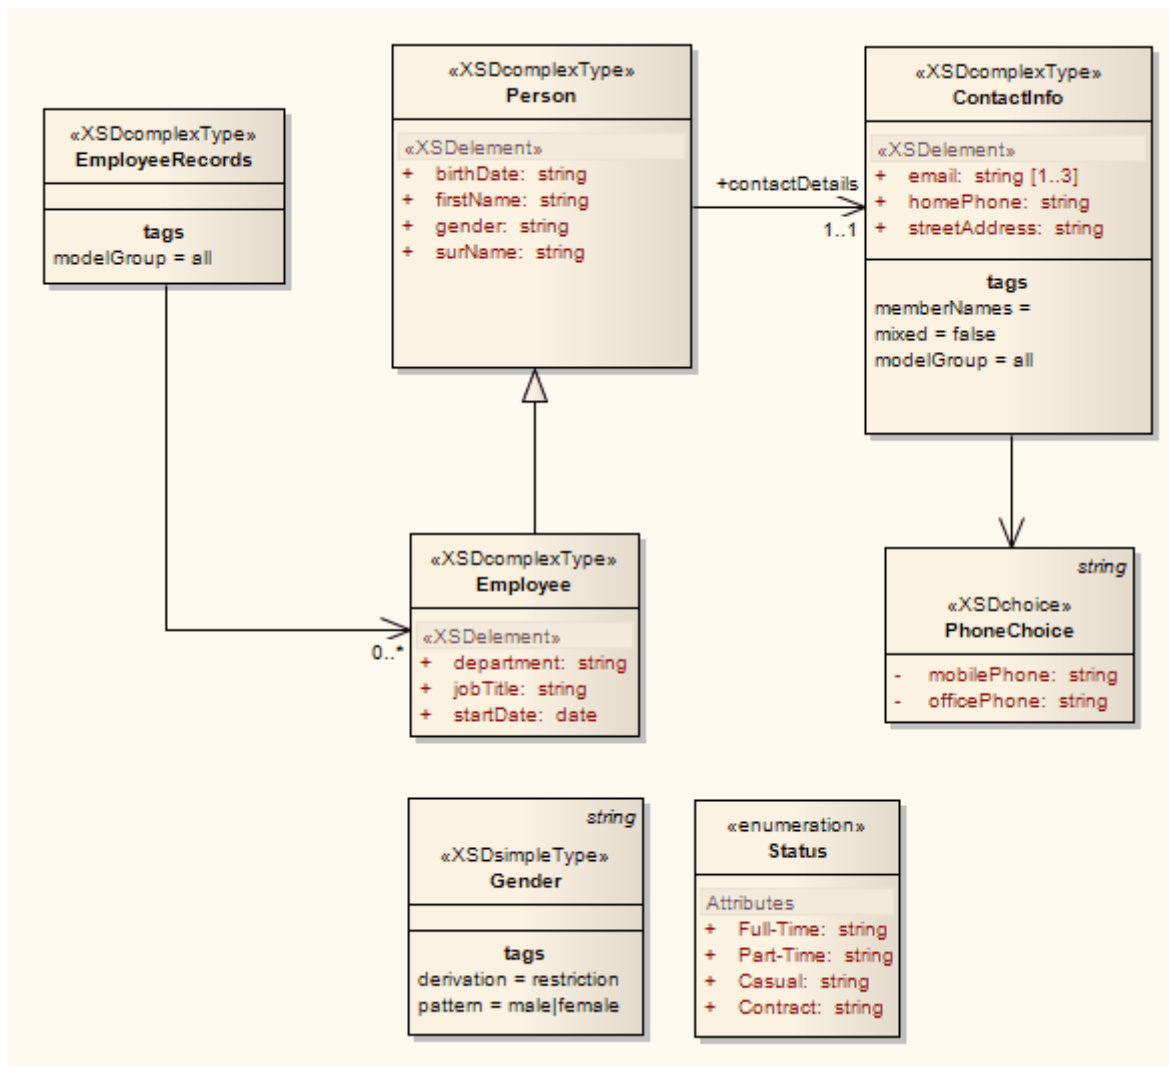 «XSDcomplexType»
EmployeeRecords
tags
modelGroup = all
«XSDcomplexType»
Person
«XSDelement»
+ birthDate: string
+ firstName: string
+ gender: string
+ surName: string
+contactDetails
1..1
«XSDcomplexType»
ContactInfo
«XSDelement»
+ email: string [1..3]
+ homePhone: string
+ streetAddress: string
tags
memberNames =
mixed = false
modelGroup = all
0..*
«XSDcomplexType»
Employee
«XSDelement»
+ department: string
+ jobTitle: string
+ startDate: date
string
«XSDchoice»
PhoneChoice
- mobilePhone: string
- officePhone: string
string
«XSDsimpleType»
Gender
tags
derivation = restriction
pattern = male|female
«enumeration»
Status
Attributes
+ Full-Time: string
+ Part-Time: string
+ Casual: string
+ Contract: string